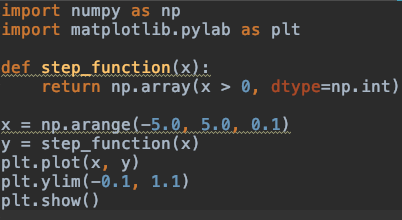 import numpy as np
import matplotlib.pylab as plt
def step_function(x):
    return np.array(x > 0, dtype=np.int)
x = np.arange(-5.0, 5.0, 0.1)
y = step_function(x)
plt.plot(x, y)
plt.ylim(-0.1, 1.1)
plt.show()